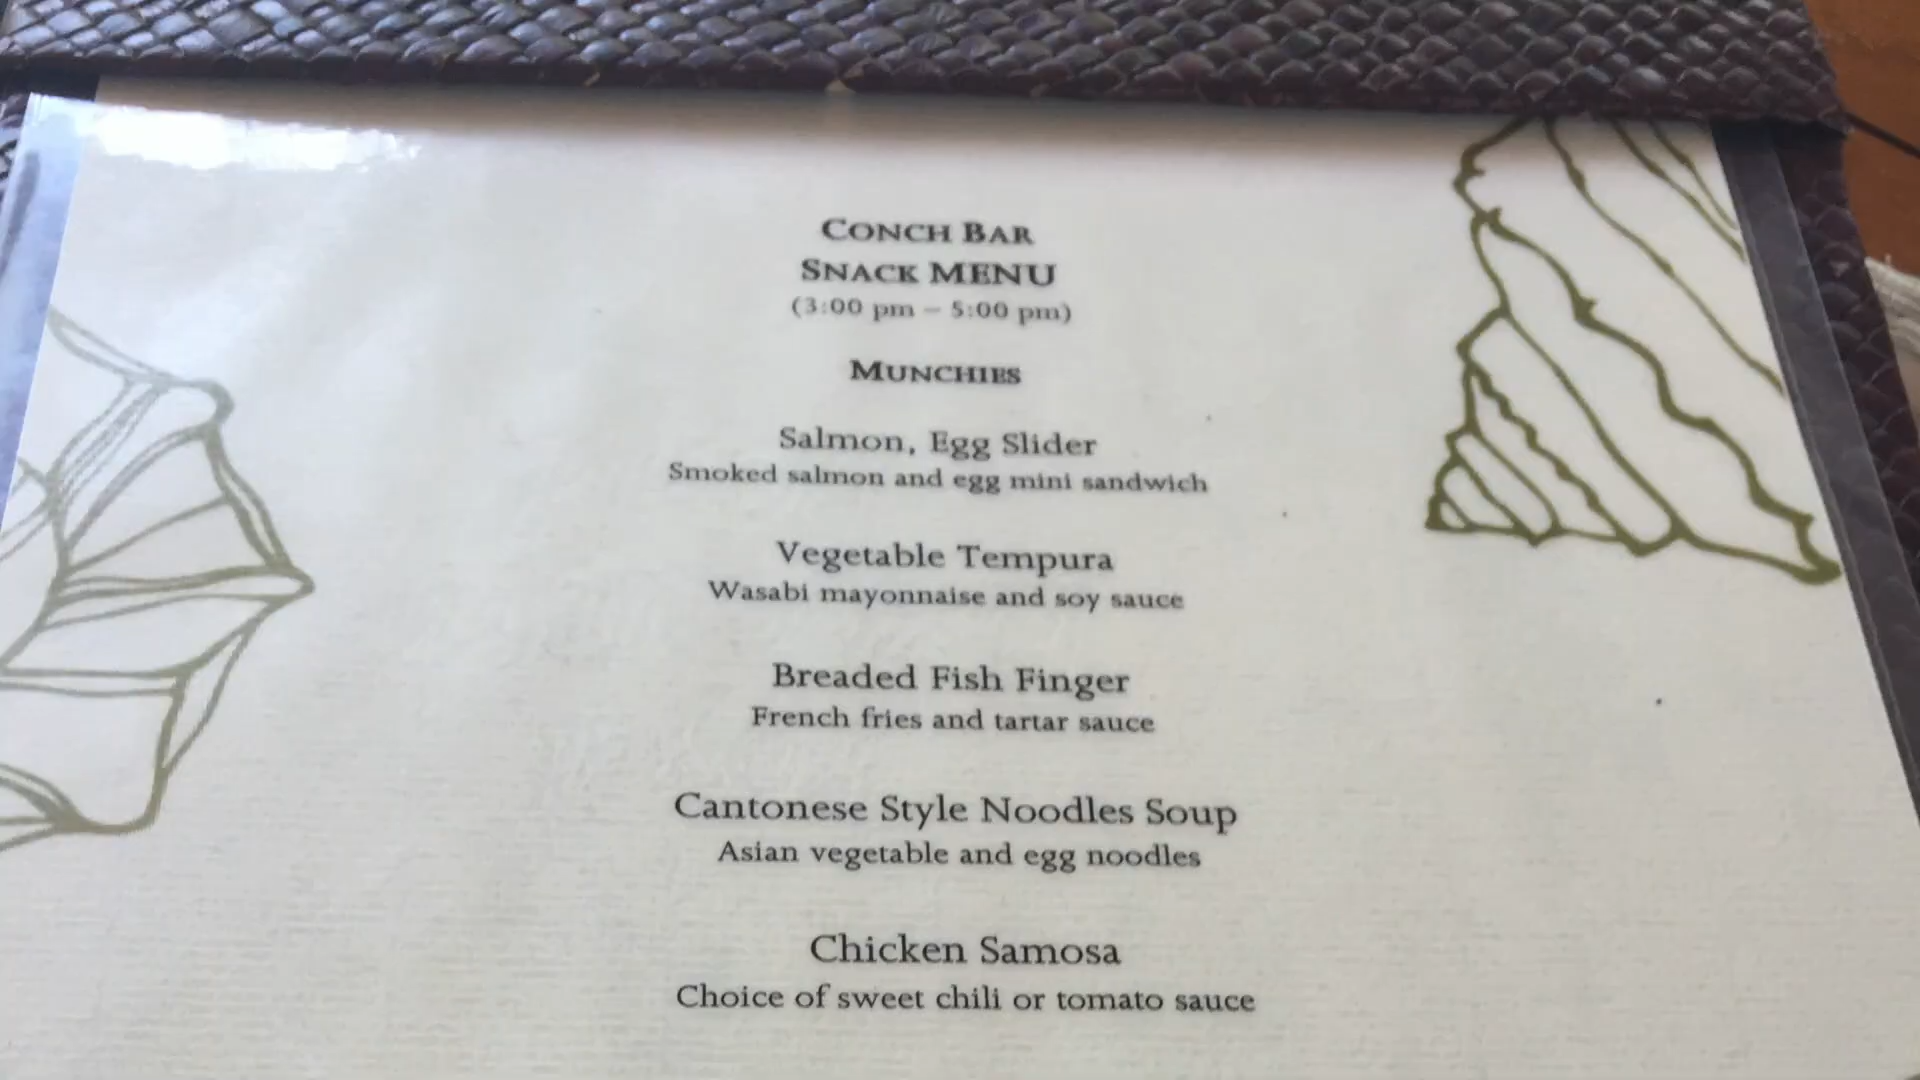 CONCH BAR
SNACK MENU
(3:00 pm – 5:00 pm)
MUNCHIES
Salmon, Egg Slider
Smoked salmon and egg mini sandwich
Vegetable Tempura
Wasabi mayonnaise and soy sauce
Breaded Fish Finger
French fries and tartar sauce
Cantonese Style Noodles Soup
Asian vegetable and egg noodles
Chicken Samosa
Choice of sweet chili or tomato sauce